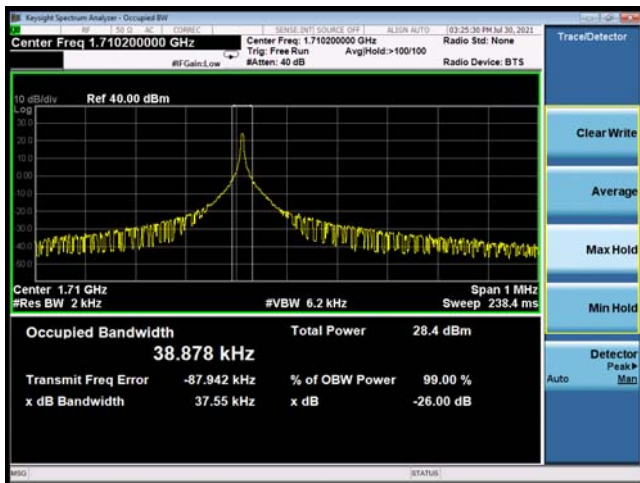 Keysight Spectrum Analyzer - Occupied BW
RF 50 Ω AC CORREC SENSE:INT SOURCE OFF ALIGN AUTO 03:25:30 PM Jul 30, 2021
Center Freq 1.710200000 GHz
Center Freq: 1.710200000 GHz
Radio Std: None
Trace/Detector
Trig: Free Run Avg|Hold:>100/100
#IFGain:Low #Atten: 40 dB Radio Device: BTS
10 dB/div Ref 40.00 dBm
Log
30.0
20.0
10.0
0.00
10.0
20.0
30.0
40.0
50.0
Center 1.71 GHz Span 1 MHz
#Res BW 2 kHz #VBW 6.2 kHz Sweep 238.4 ms
Occupied Bandwidth Total Power 28.4 dBm
38.878 kHz
Transmit Freq Error -87.942 kHz % of OBW Power 99.00 %
x dB Bandwidth 37.55 kHz x dB -26.00 dB
Clear Write
Average
Max Hold
Min Hold
Detector
Peak▶
Auto Man
MSG STATUS